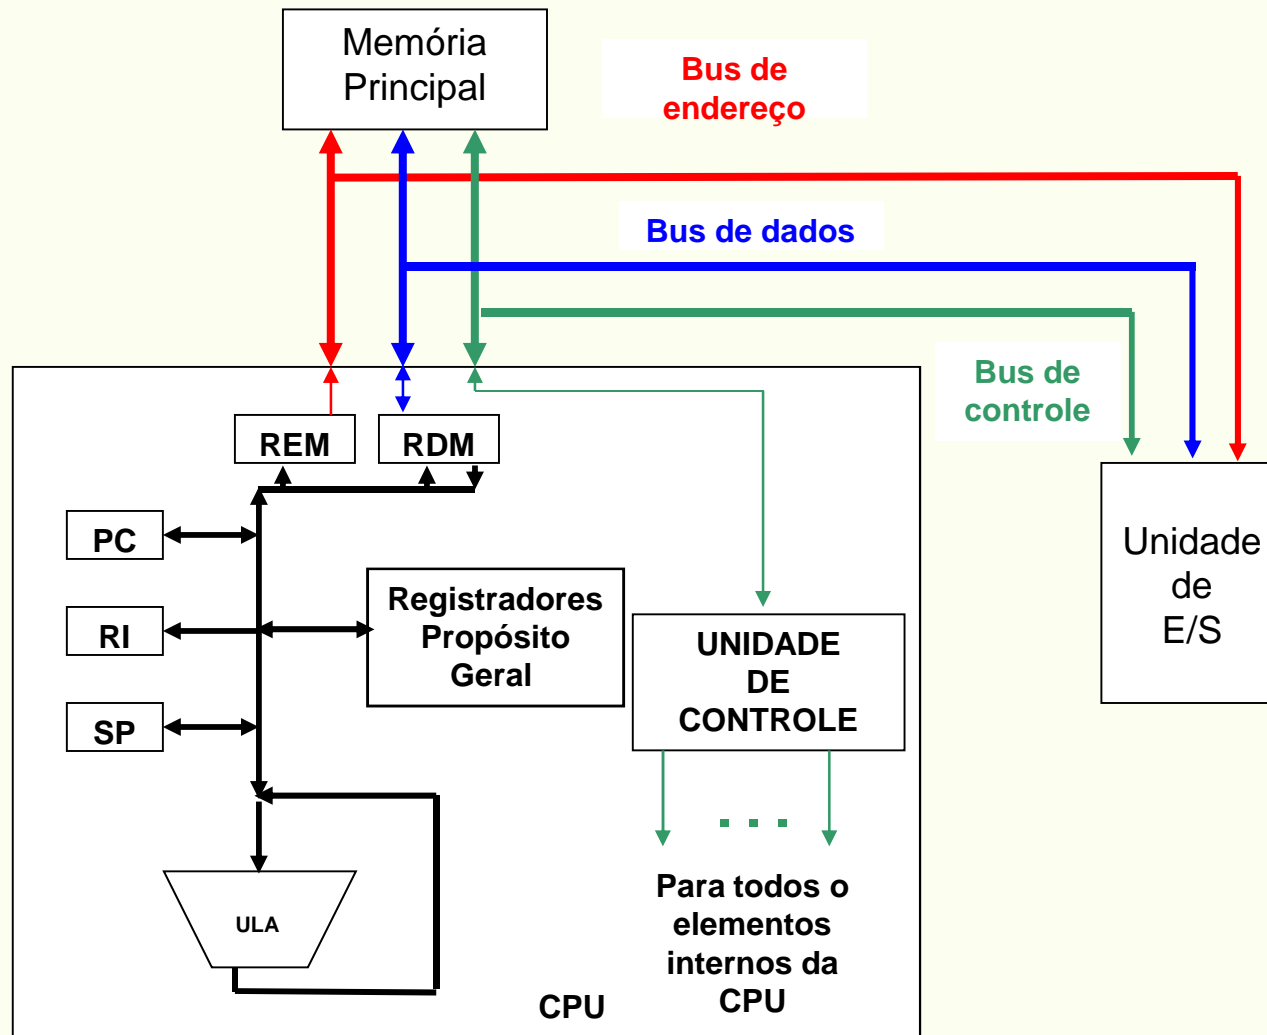 Memória
Principal
Bus de
endereço
Bus de dados
Bus de
controle
REM
RDM
PC
RI
SP
Registradores
Propósito
Geral
UNIDADE
DE
CONTROLE
Unidade
de
E/S
. . .
ULA
Para todos o
elementos
internos da
CPU
CPU